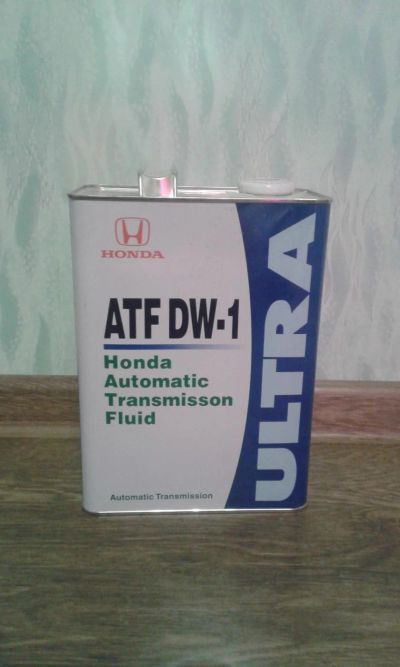 HONDA
ATF DW-1
Honda
Automatic
Transmisson
Fluid
Automatic Transmission
ULTRA